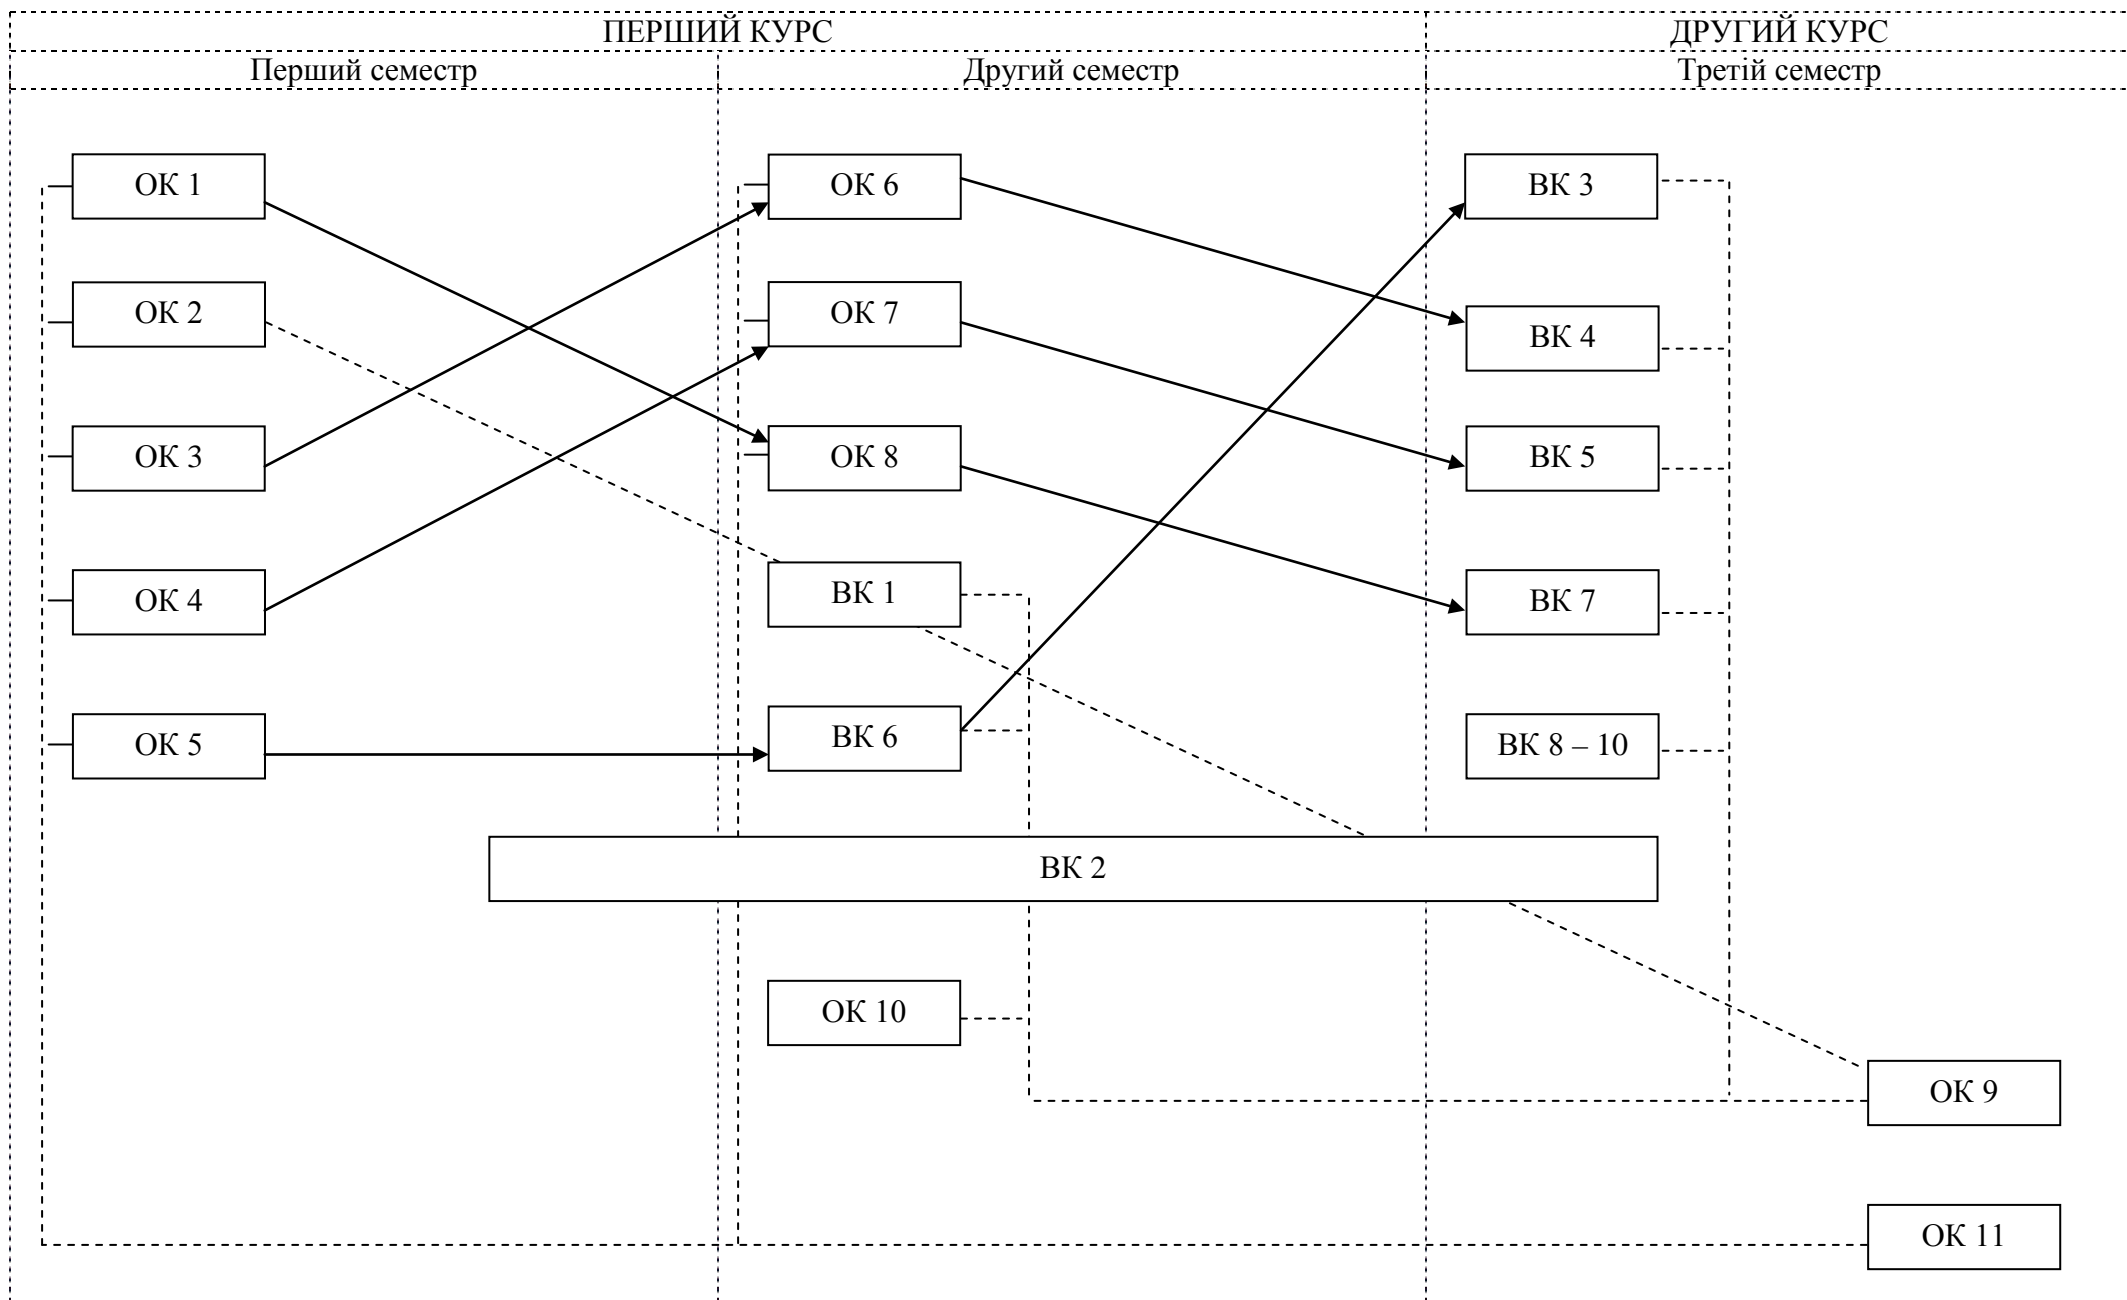 ПЕРШИЙ КУРС
ДРУГИЙ КУРС
Перший семестр
Другий семестр
Третій семестр
ОК 1
ОК 6
ВК 3
ОК 2
ОК 7
ВК 4
ОК 3
ОК 8
ВК 5
ОК 4
ВК 1
ВК 7
ОК 5
ВК 6
ВК 8 – 10
ВК 2
ОК 10
ОК 9
ОК 11